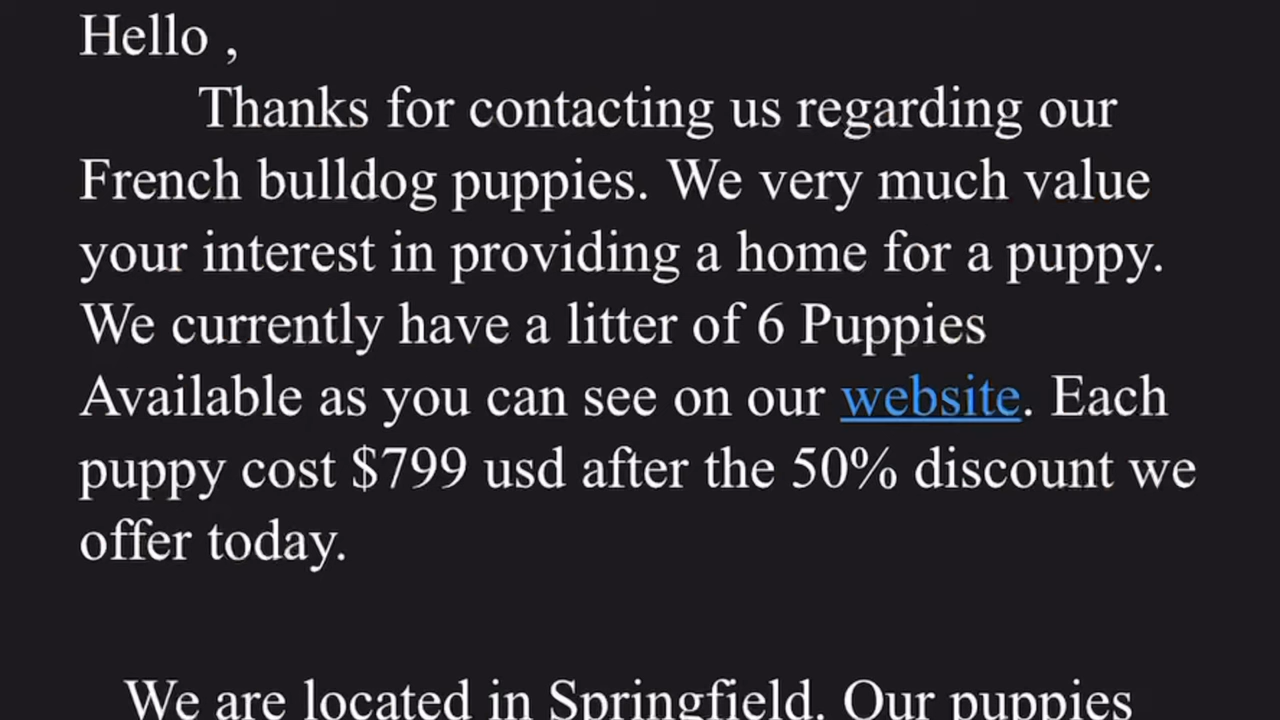 Hello ,
Thanks for contacting us regarding our
French bulldog puppies. We very much value
your interest in providing a home for a puppy.
We currently have a litter of 6 Puppies
Available as you can see on our website. Each
puppy cost $799 usd after the 50% discount we
offer today.
We are located in Springfield. Our puppies